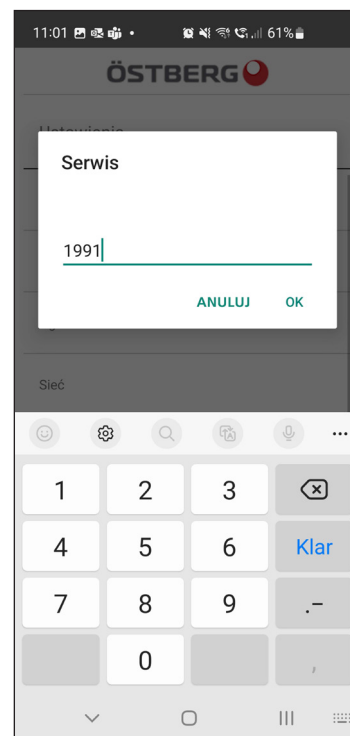 11:01 61%
ÖSTBERG
Ustawienia
Serwis
1991
ANULUJ OK
Sieć
1 2 3
4 5 6 Klar
7 8 9 .-
0 ,